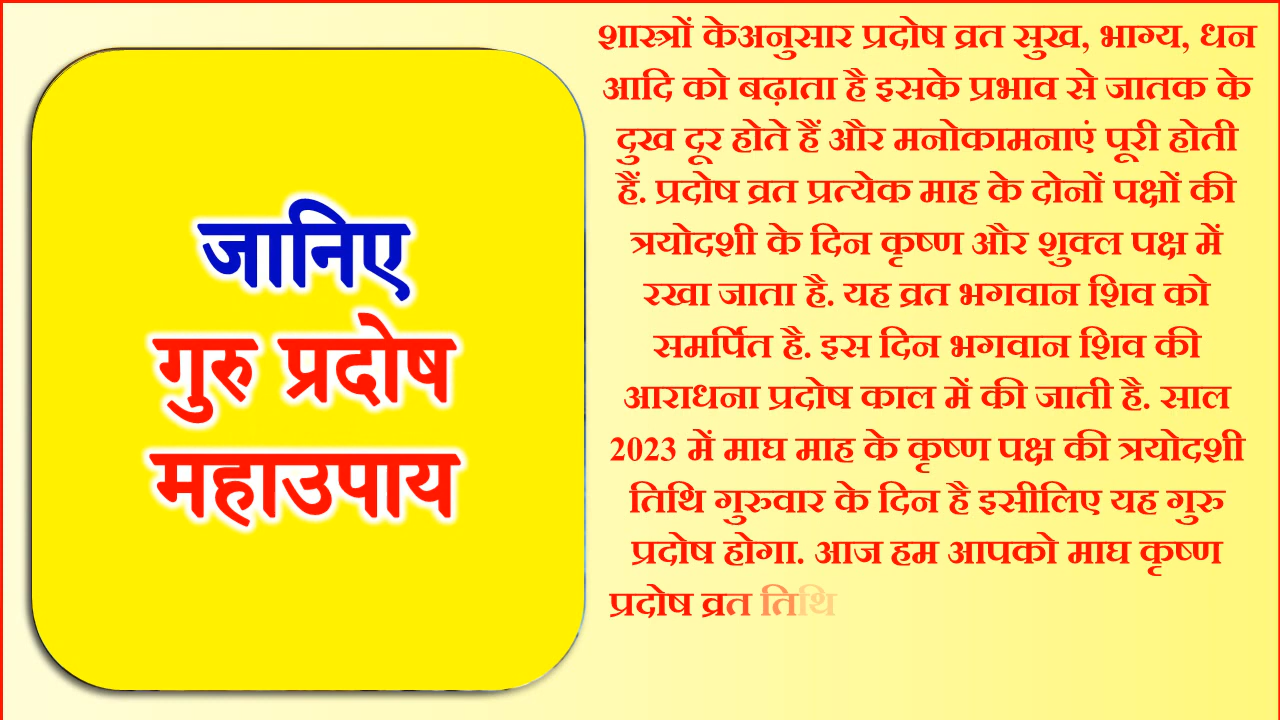 जानिए
गुरु प्रदोष
महाउपाय
शास्त्रों केअनुसार प्रदोष व्रत सुख, भाग्य, धन
आदि को बढ़ाता है इसके प्रभाव से जातक के
दुख दूर होते हैं और मनोकामनाएं पूरी होती
हैं. प्रदोष व्रत प्रत्येक माह के दोनों पक्षों की
त्रयोदशी के दिन कृष्ण और शुक्ल पक्ष में
रखा जाता है. यह व्रत भगवान शिव को
समर्पित है. इस दिन भगवान शिव की
आराधना प्रदोष काल में की जाती है. साल
2023 में माघ माह के कृष्ण पक्ष की त्रयोदशी
तिथि गुरुवार के दिन है इसीलिए यह गुरु
प्रदोष होगा. आज हम आपको माघ कृष्ण
प्रदोष व्रत तिथि